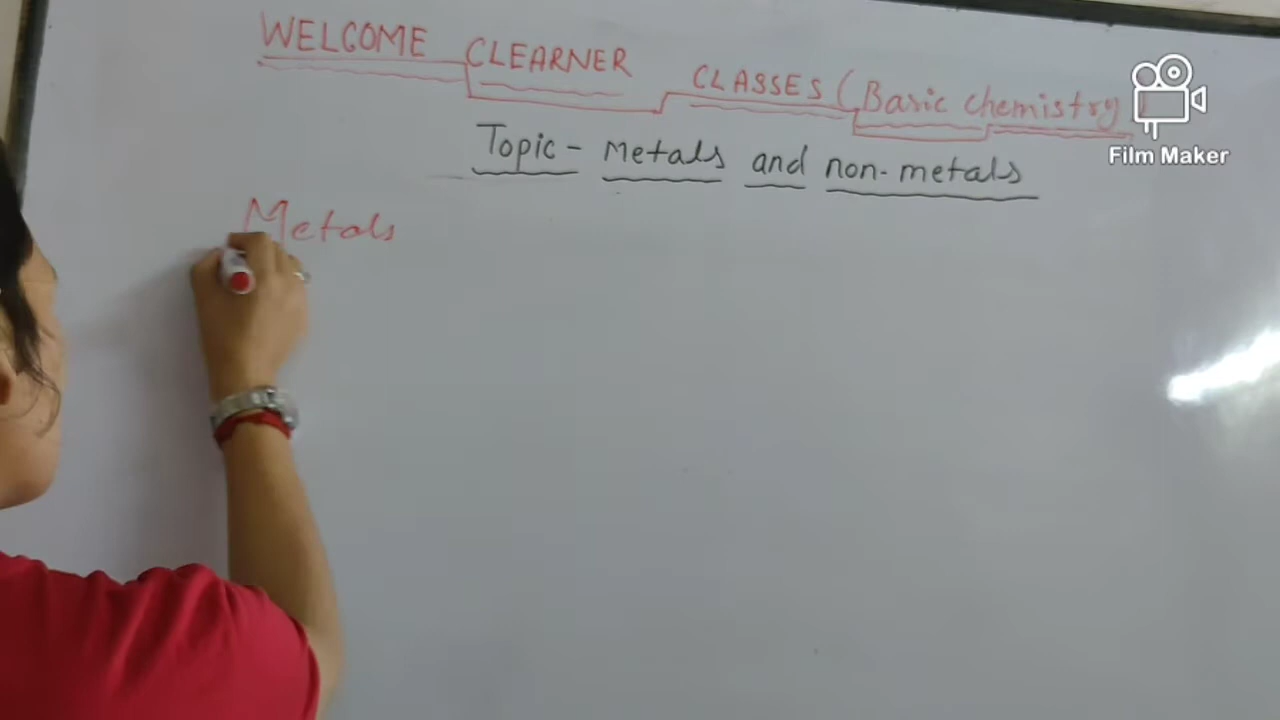 WELCOME CLEARNER CLASSES (Basic chemistry)
Topic - Metals and non-metals
Metals
Film Maker